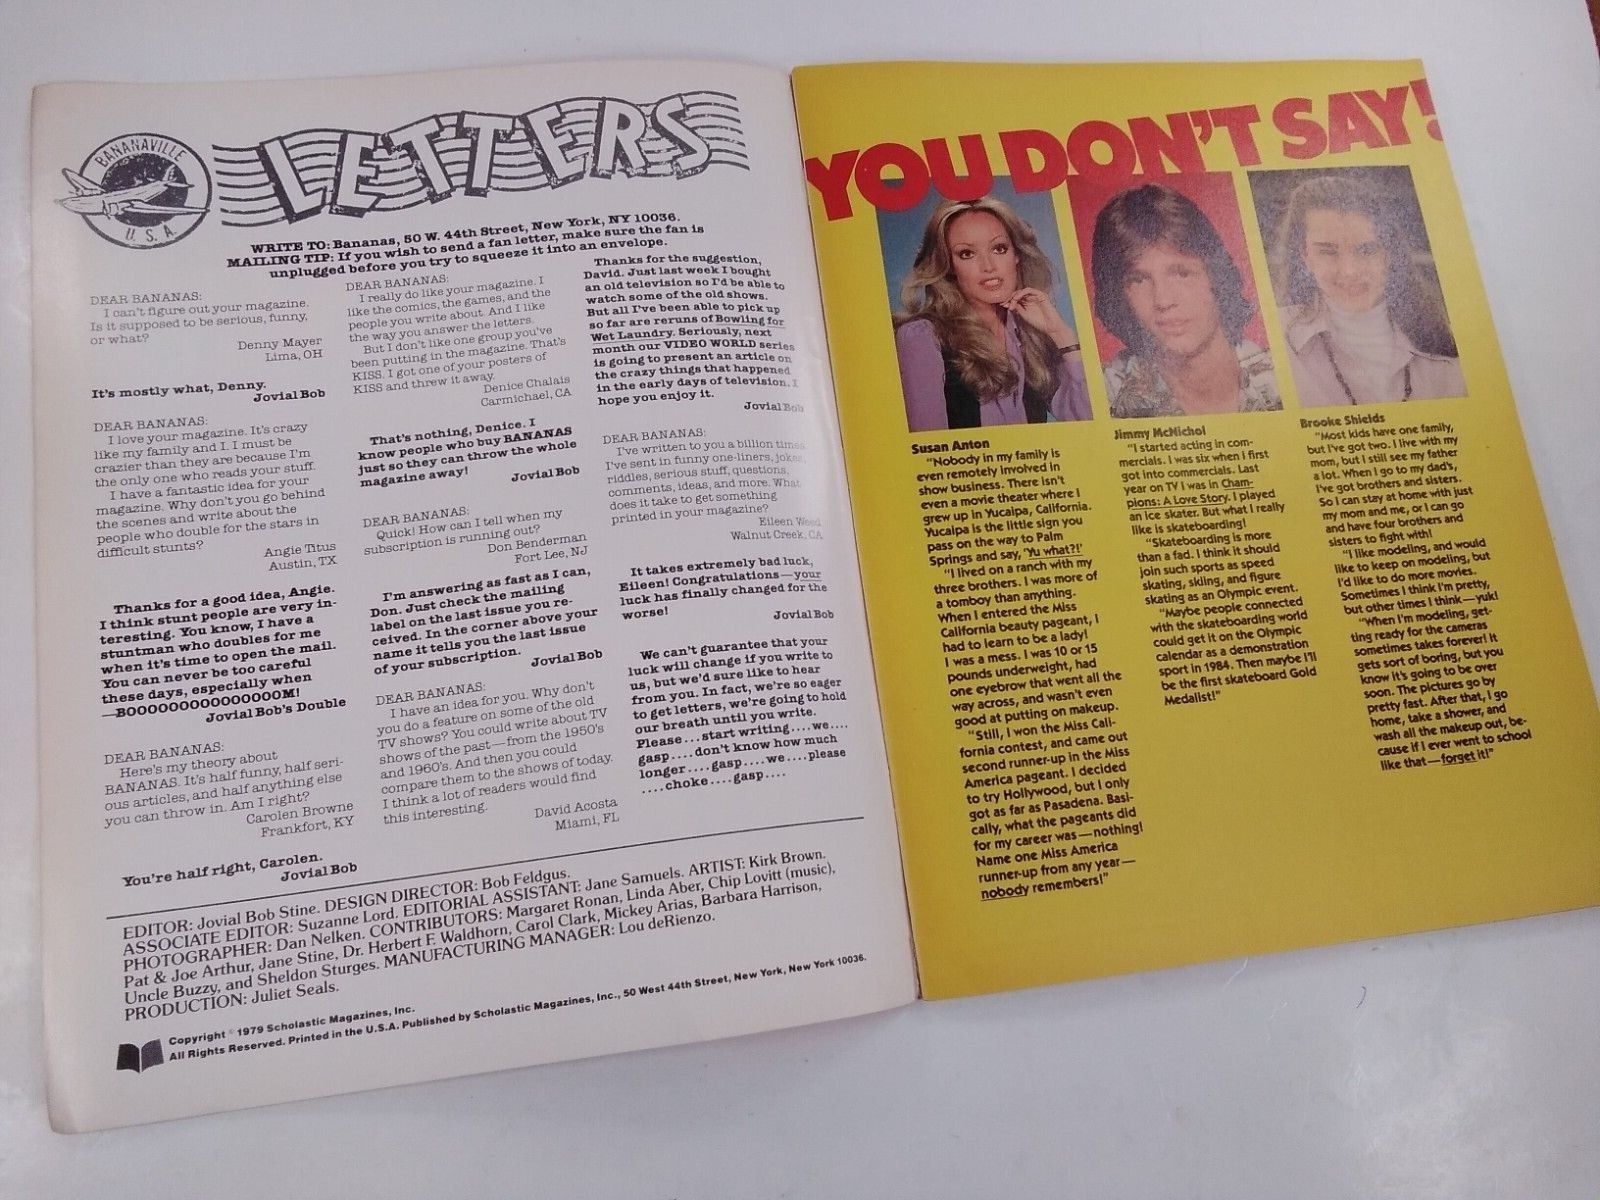 BANANAVILLE
U.S.A.
LETTERS
WRITE TO: Bananas, 50 W. 44th Street, New York, NY 10036.
MAILING TIP: If you wish to send a fan letter, make sure the fan is
unplugged before you try to squeeze it into an envelope.
DEAR BANANAS:
I can't figure out your magazine.
Is it supposed to be serious, funny,
or what?
Denny Mayer
Lima, OH
It's mostly what, Denny.
Jovial Bob
DEAR BANANAS:
I love your magazine. It's crazy
like my family and I. I must be
crazier than they are because I'm
the only one who reads your stuff.
I have a fantastic idea for your
magazine. Why don't you go behind
the scenes and write about the
people who double for the stars in
difficult stunts?
Angie Titus
Austin, TX
Thanks for a good idea, Angie.
I think stunt people are very in-
teresting. You know, I have a
stuntman who doubles for me
when it's time to open the mail.
You can never be too careful
these days, especially when
—BOOOOOOOOOOOOOOM!
Jovial Bob's Double
DEAR BANANAS:
Here's my theory about
BANANAS. It's half funny, half seri-
ous articles, and half anything else
you can throw in. Am I right?
Carolen Browne
Frankfort, KY
You're half right, Carolen.
Jovial Bob
DEAR BANANAS:
I really do like your magazine. I
like the comics, the games, and the
people you write about. And I like
the way you answer the letters.
But I don't like one group you've
been putting in the magazine. That's
KISS. I got one of your posters of
KISS and threw it away.
Denice Chalais
Carmichael, CA
That's nothing, Denice. I
know people who buy BANANAS
just so they can throw the whole
magazine away!
Jovial Bob
DEAR BANANAS:
Quick! How can I tell when my
subscription is running out?
Don Benderman
Fort Lee, NJ
I'm answering as fast as I can,
Don. Just check the mailing
label on the last issue you re-
ceived. In the corner above your
name it tells you the last issue
of your subscription.
Jovial Bob
DEAR BANANAS:
I have an idea for you. Why don't
you do a feature on some of the old
TV shows? You could write about TV
shows of the past—from the 1950's
and 1960's. And then you could
compare them to the shows of today.
I think a lot of readers would find
this interesting.
David Acosta
Miami, FL
Thanks for the suggestion,
David. Just last week I bought
an old television so I'd be able to
watch some of the old shows.
But all I've been able to pick up
so far are reruns of Bowling for
Wet Laundry. Seriously, next
month our VIDEO WORLD series
is going to present an article on
the crazy things that happened
in the early days of television. I
hope you enjoy it.
Jovial Bob
DEAR BANANAS:
I've written to you a billion times
I've sent in funny one-liners, jokes,
riddles, serious stuff, questions,
comments, ideas, and more. What
does it take to get something
printed in your magazine?
Eileen Weed
Walnut Creek, CA
It takes extremely bad luck,
Eileen! Congratulations—your
luck has finally changed for the
worse!
Jovial Bob
We can't guarantee that your
luck will change if you write to
us, but we'd sure like to hear
from you. In fact, we're so eager
to get letters, we're going to hold
our breath until you write.
Please...start writing....we....
gasp....don't know how much
longer....gasp....we....please
....choke....gasp....
EDITOR: Jovial Bob Stine. DESIGN DIRECTOR: Bob Feldgus.
ASSOCIATE EDITOR: Suzanne Lord. EDITORIAL ASSISTANT: Jane Samuels. ARTIST: Kirk Brown.
PHOTOGRAPHER: Dan Nelken. CONTRIBUTORS: Margaret Ronan, Linda Aber, Chip Lovitt (music),
Pat & Joe Arthur, Jane Stine, Dr. Herbert F. Waldhorn, Carol Clark, Mickey Arias, Barbara Harrison,
Uncle Buzzy, and Sheldon Sturges. MANUFACTURING MANAGER: Lou deRienzo.
PRODUCTION: Juliet Seals.
Copyright © 1979 Scholastic Magazines, Inc.
All Rights Reserved. Printed in the U.S.A. Published by Scholastic Magazines, Inc., 50 West 44th Street, New York, New York 10036.
YOU DON'T SAY!
Susan Anton
"Nobody in my family is
even remotely involved in
show business. There isn't
even a movie theater where I
grew up in Yucaipa, California.
Yucaipa is the little sign you
pass on the way to Palm
Springs and say, 'Yu what?!'
"I lived on a ranch with my
three brothers. I was more of
a tomboy than anything.
When I entered the Miss
California beauty pageant, I
had to learn to be a lady!
I was a mess. I was 10 or 15
pounds underweight, had
one eyebrow that went all the
way across, and wasn't even
good at putting on makeup.
"Still, I won the Miss Cali-
fornia contest, and came out
second runner-up in the Miss
America pageant. I decided
to try Hollywood, but I only
got as far as Pasadena. Basi-
cally, what the pageants did
for my career was—nothing!
Name one Miss America
runner-up from any year—
nobody remembers!"
Jimmy McNichol
"I started acting in com-
mercials. I was six when I first
got into commercials. Last
year on TV I was in Cham-
pions: A Love Story. I played
an ice skater. But what I really
like is skateboarding!
"Skateboarding is more
than a fad. I think it should
join such sports as speed
skating, skiing, and figure
skating as an Olympic event.
"Maybe people connected
with the skateboarding world
could get it on the Olympic
calendar as a demonstration
sport in 1984. Then maybe I'll
be the first skateboard Gold
Medalist!"
Brooke Shields
"Most kids have one family,
but I've got two. I live with my
mom, but I still see my father
a lot. When I go to my dad's,
I've got brothers and sisters.
So I can stay at home with just
my mom and me, or I can go
and have four brothers and
sisters to fight with!
"I like modeling, and would
like to keep on modeling, but
I'd like to do more movies.
Sometimes I think I'm pretty,
but other times I think—yuk!
"When I'm modeling, get-
ting ready for the cameras
sometimes takes forever! It
gets sort of boring, but you
know it's going to be over
soon. The pictures go by
pretty fast. After that, I go
home, take a shower, and
wash all the makeup out, be-
cause if I ever went to school
like that—forget it!"